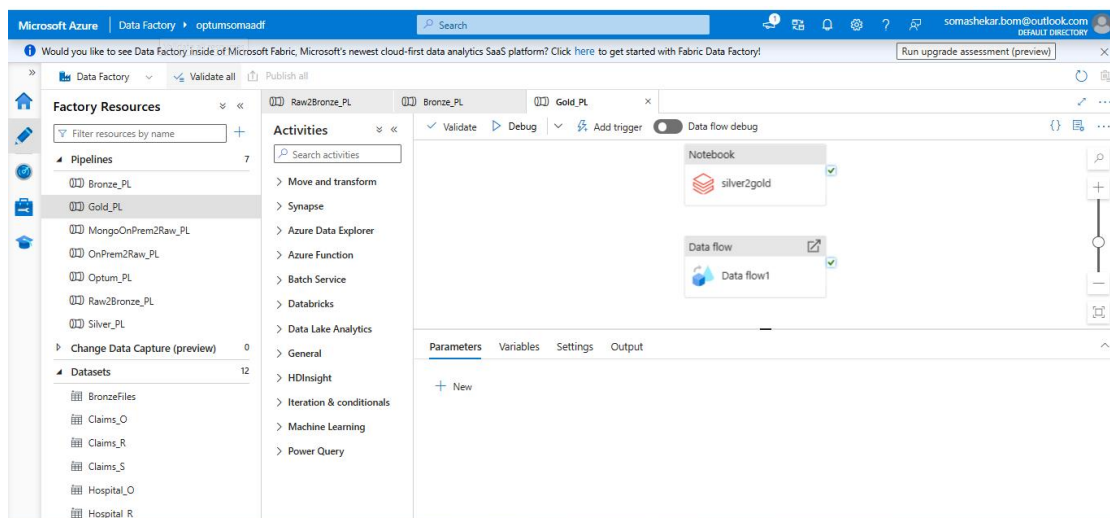 Microsoft Azure | Data Factory ▸ optumsomaadf
Search
1
somashekar.bom@outlook.com
DEFAULT DIRECTORY
Would you like to see Data Factory inside of Microsoft Fabric, Microsoft's newest cloud-first data analytics SaaS platform? Click here to get started with Fabric Data Factory!
Run upgrade assessment (preview)
Data Factory
Validate all
Publish all
Factory Resources
Filter resources by name
Pipelines 7
Bronze_PL
Gold_PL
MongoOnPrem2Raw_PL
OnPrem2Raw_PL
Optum_PL
Raw2Bronze_PL
Silver_PL
Change Data Capture (preview) 0
Datasets 12
BronzeFiles
Claims_O
Claims_R
Claims_S
Hospital_O
Hospital_R
Raw2Bronze_PL
Bronze_PL
Gold_PL
Activities
Search activities
Move and transform
Synapse
Azure Data Explorer
Azure Function
Batch Service
Databricks
Data Lake Analytics
General
HDInsight
Iteration & conditionals
Machine Learning
Power Query
Validate
Debug
Add trigger
Data flow debug
Notebook
silver2gold
Data flow
Data flow1
Parameters
Variables
Settings
Output
New